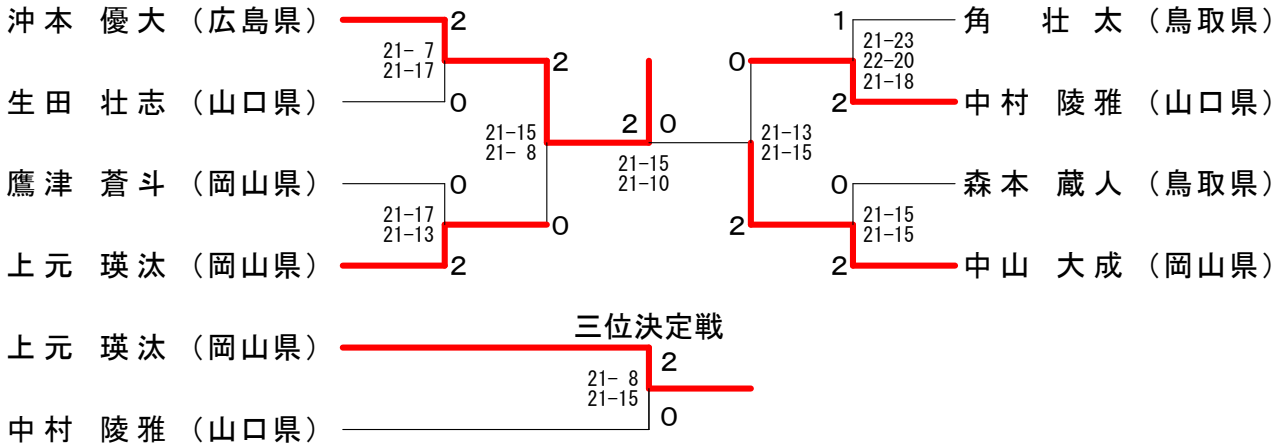 沖本 優大 (広島県)
2
21- 7
21-17
0
生田 壮志 (山口県)
2
21-15
21- 8
0
鷹津 蒼斗 (岡山県)
0
21-17
21-13
2
上元 瑛汰 (岡山県)
2 0
21-15
21-10
1
角 壮太 (鳥取県)
21-23
22-20
21-18
2
中村 陵雅 (山口県)
0
21-13
21-15
2
0
森本 蔵人 (鳥取県)
21-15
21-15
2
中山 大成 (岡山県)
三位決定戦
上元 瑛汰 (岡山県)
2
21- 8
21-15
0
中村 陵雅 (山口県)